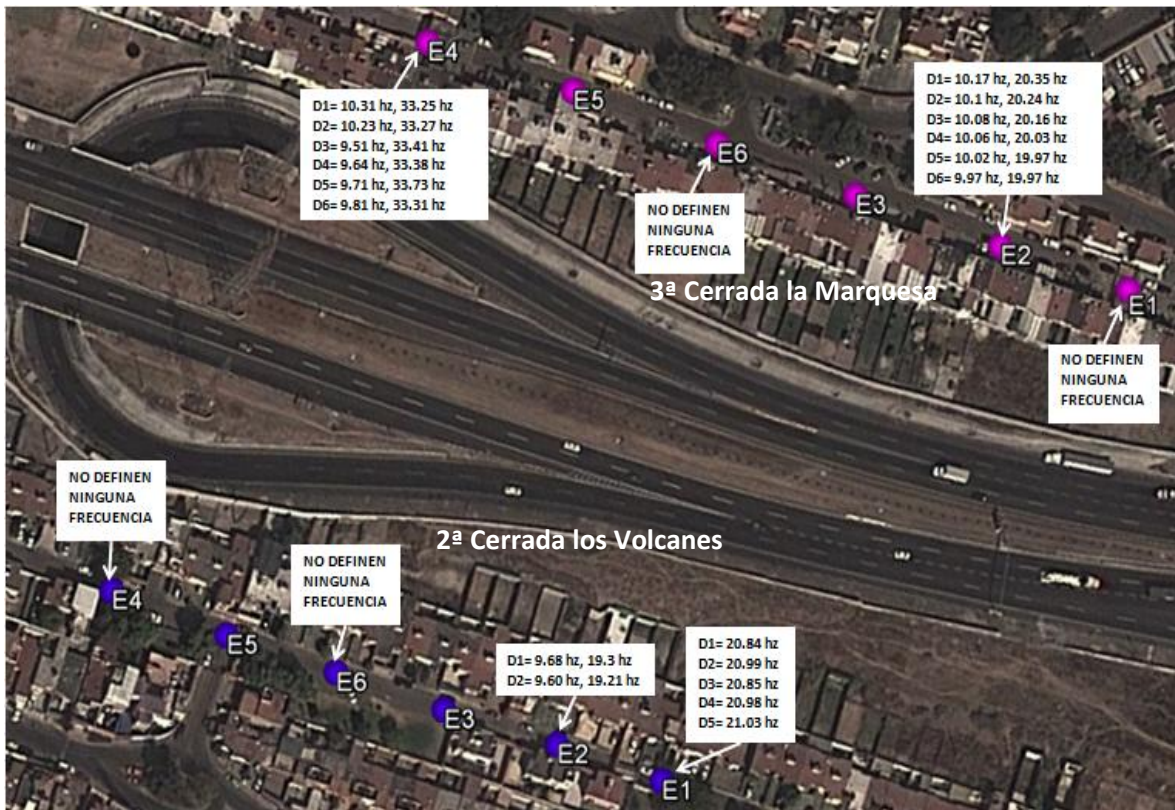 E4
D1= 10.31 hz, 33.25 hz
D2= 10.23 hz, 33.27 hz
D3= 9.51 hz, 33.41 hz
D4= 9.64 hz, 33.38 hz
D5= 9.71 hz, 33.73 hz
D6= 9.81 hz, 33.31 hz
E5
E6
NO DEFINEN
NINGUNA
FRECUENCIA
E3
D1= 10.17 hz, 20.35 hz
D2= 10.1 hz, 20.24 hz
D3= 10.08 hz, 20.16 hz
D4= 10.06 hz, 20.03 hz
D5= 10.02 hz, 19.97 hz
D6= 9.97 hz, 19.97 hz
E2
3ª Cerrada la Marquesa
E1
NO DEFINEN
NINGUNA
FRECUENCIA
2ª Cerrada los Volcanes
NO DEFINEN
NINGUNA
FRECUENCIA
E4
E5
NO DEFINEN
NINGUNA
FRECUENCIA
E6
E3
D1= 9.68 hz, 19.3 hz
D2= 9.60 hz, 19.21 hz
E2
D1= 20.84 hz
D2= 20.99 hz
D3= 20.85 hz
D4= 20.98 hz
D5= 21.03 hz
E1